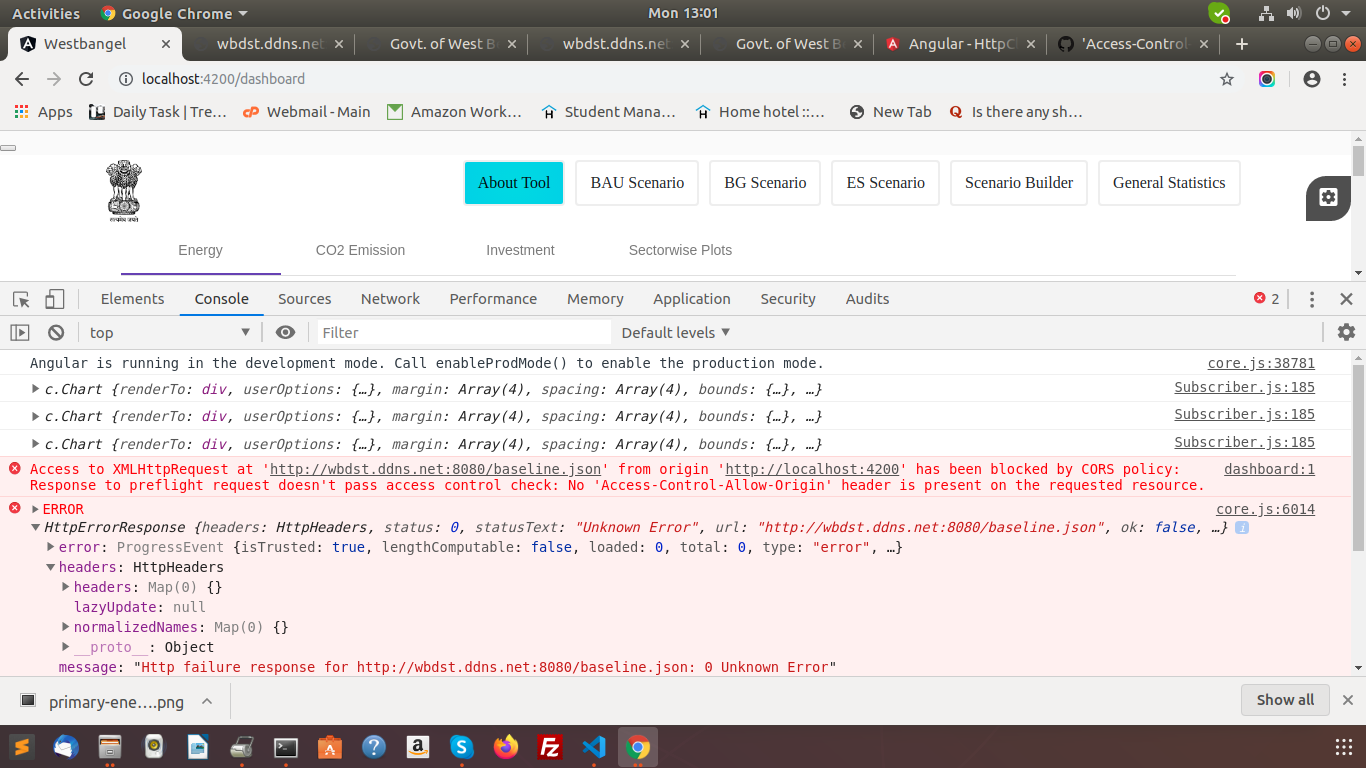 Activities Google Chrome Mon 13:01
Westbangel wbdst.ddns.net Govt. of West B wbdst.ddns.net Govt. of West B Angular - HttpCl 'Access-Control
localhost:4200/dashboard
Apps Daily Task | Tre… Webmail - Main Amazon Work… Student Mana… Home hotel ::… New Tab Is there any sh…
About Tool BAU Scenario BG Scenario ES Scenario Scenario Builder General Statistics
Energy CO2 Emission Investment Sectorwise Plots
Elements Console Sources Network Performance Memory Application Security Audits 2
top Filter Default levels
Angular is running in the development mode. Call enableProdMode() to enable the production mode. core.js:38781
c.Chart {renderTo: div, userOptions: {…}, margin: Array(4), spacing: Array(4), bounds: {…}, …} Subscriber.js:185
c.Chart {renderTo: div, userOptions: {…}, margin: Array(4), spacing: Array(4), bounds: {…}, …} Subscriber.js:185
c.Chart {renderTo: div, userOptions: {…}, margin: Array(4), spacing: Array(4), bounds: {…}, …} Subscriber.js:185
Access to XMLHttpRequest at 'http://wbdst.ddns.net:8080/baseline.json' from origin 'http://localhost:4200' has been blocked by CORS policy: dashboard:1
Response to preflight request doesn't pass access control check: No 'Access-Control-Allow-Origin' header is present on the requested resource.
ERROR core.js:6014
HttpErrorResponse {headers: HttpHeaders, status: 0, statusText: "Unknown Error", url: "http://wbdst.ddns.net:8080/baseline.json", ok: false, …} i
error: ProgressEvent {isTrusted: true, lengthComputable: false, loaded: 0, total: 0, type: "error", …}
headers: HttpHeaders
headers: Map(0) {}
lazyUpdate: null
normalizedNames: Map(0) {}
__proto__: Object
message: "Http failure response for http://wbdst.ddns.net:8080/baseline.json: 0 Unknown Error"
primary-ene….png Show all